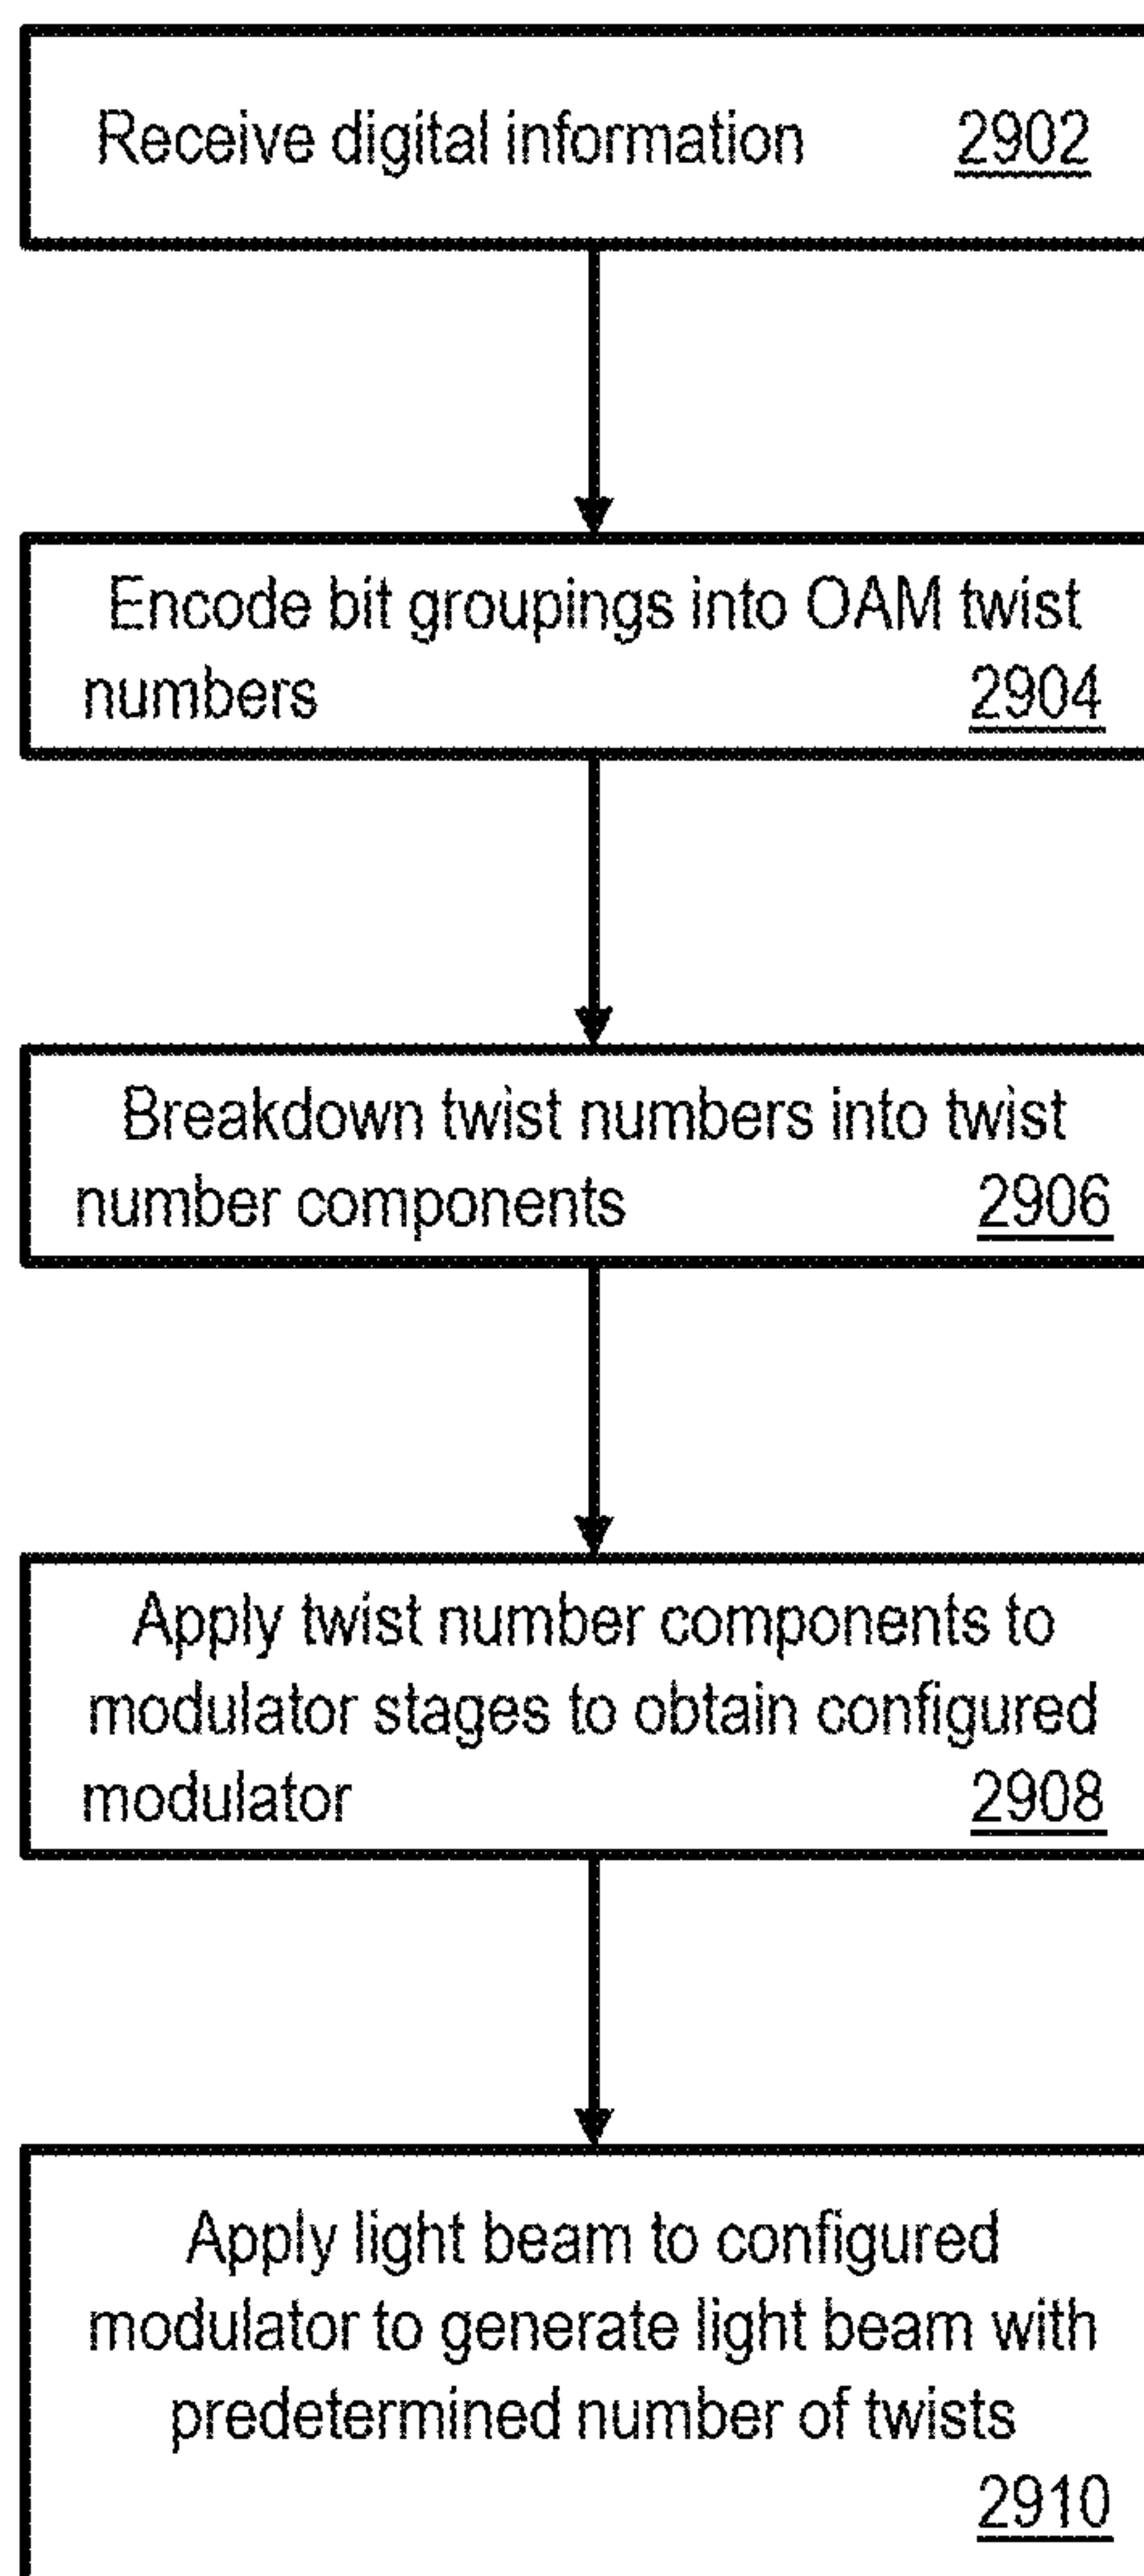 Receive digital information 2902
Encode bit groupings into OAM twist
numbers 2904
Breakdown twist numbers into twist
number components 2906
Apply twist number components to
modulator stages to obtain configured
modulator 2908
Apply light beam to configured
modulator to generate light beam with
predetermined number of twists
2910